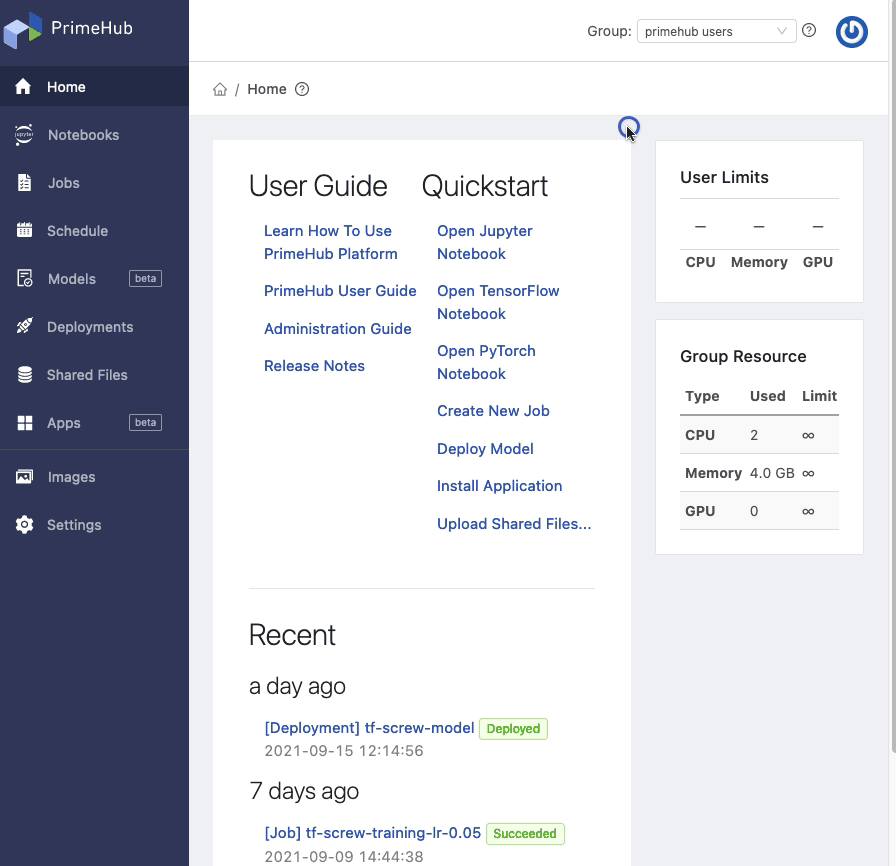 PrimeHub
Group: primehub users
Home
Notebooks
Jobs
Schedule
Models beta
Deployments
Shared Files
Apps beta
Images
Settings
/ Home
User Guide
Learn How To Use
PrimeHub Platform
PrimeHub User Guide
Administration Guide
Release Notes
Quickstart
Open Jupyter
Notebook
Open TensorFlow
Notebook
Open PyTorch
Notebook
Create New Job
Deploy Model
Install Application
Upload Shared Files...
Recent
a day ago
[Deployment] tf-screw-model Deployed
2021-09-15 12:14:56
7 days ago
[Job] tf-screw-training-lr-0.05 Succeeded
2021-09-09 14:44:38
User Limits
– – –
CPU Memory GPU
Group Resource
Type Used Limit
CPU 2 ∞
Memory 4.0 GB ∞
GPU 0 ∞